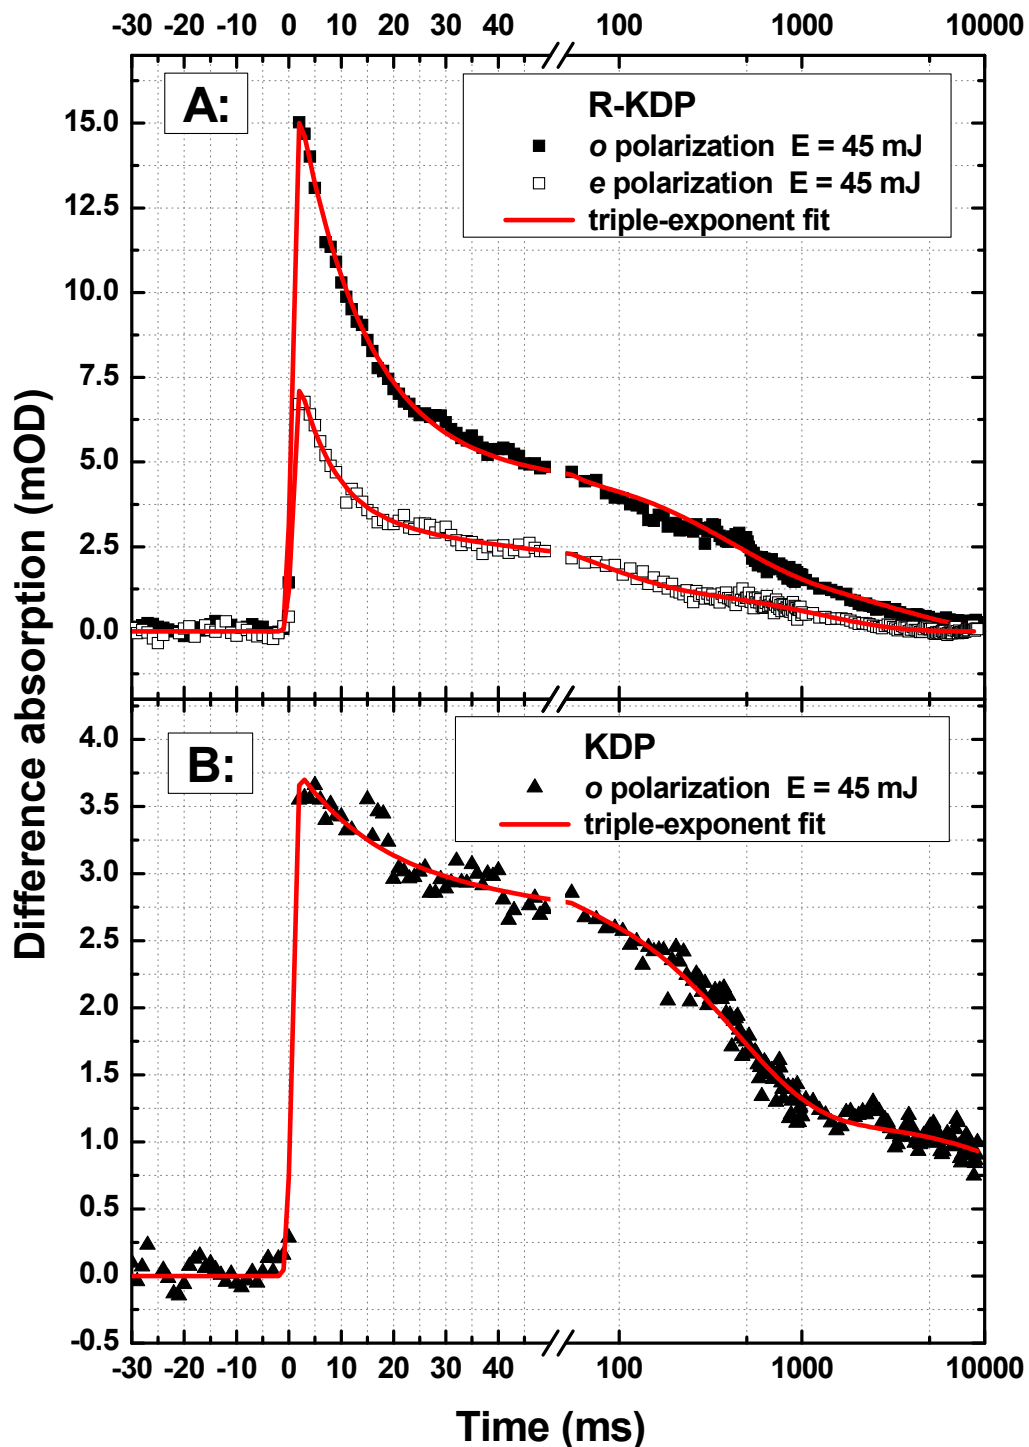 -30 -20 -10 0 10 20 30 40 100 1000 10000
A:
R-KDP
o polarization E = 45 mJ
e polarization E = 45 mJ
triple-exponent fit
15.0
12.5
10.0
7.5
5.0
2.5
0.0
Difference absorption (mOD)
B:
KDP
o polarization E = 45 mJ
triple-exponent fit
4.0
3.5
3.0
2.5
2.0
1.5
1.0
0.5
0.0
-0.5
-30 -20 -10 0 10 20 30 40 100 1000 10000
Time (ms)